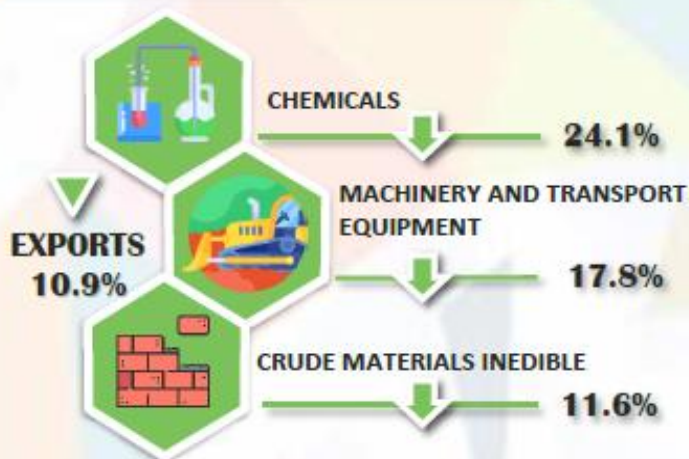 CHEMICALS
24.1%
MACHINERY AND TRANSPORT
EQUIPMENT
EXPORTS
10.9%
17.8%
CRUDE MATERIALS INEDIBLE
11.6%